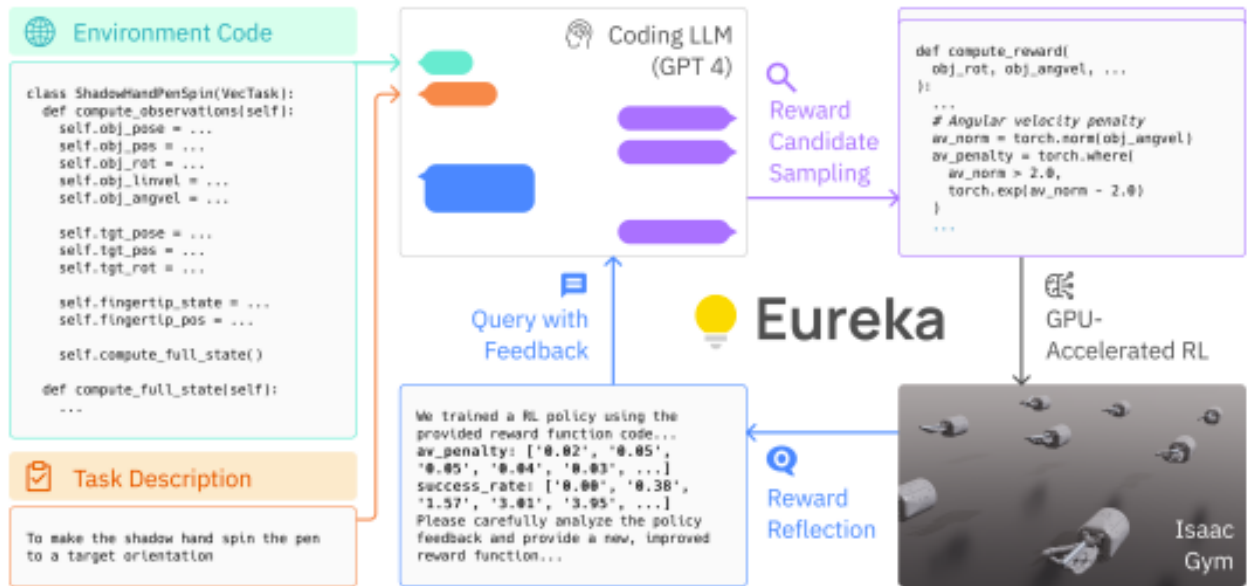 Environment Code
class ShadowHandPenSpin(VecTask):
def compute_observations(self):
self.obj_pose = ...
self.obj_pos = ...
self.obj_rot = ...
self.obj_linvel = ...
self.obj_angvel = ...
self.tgt_pose = ...
self.tgt_pos = ...
self.tgt_rot = ...
self.fingertip_state = ...
self.fingertip_pos = ...
self.compute_full_state()
def compute_full_state(self):
...
Task Description
To make the shadow hand spin the pen
to a target orientation
Coding LLM
(GPT 4)
Reward
Candidate
Sampling
def compute_reward(
obj_rot, obj_angvel, ...
):
...
# Angular velocity penalty
av_norm = torch.norm(obj_angvel)
av_penalty = torch.where(
av_norm > 2.0,
torch.exp(av_norm - 2.0)
)
...
Query with
Feedback
Eureka
GPU-
Accelerated RL
We trained a RL policy using the
provided reward function code...
av_penalty: ['0.02', '0.05',
'0.05', '0.04', '0.03', ...]
success_rate: ['0.00', '0.38',
'1.57', '3.01', '3.95', ...]
Please carefully analyze the policy
feedback and provide a new, improved
reward function...
Reward
Reflection
Isaac
Gym